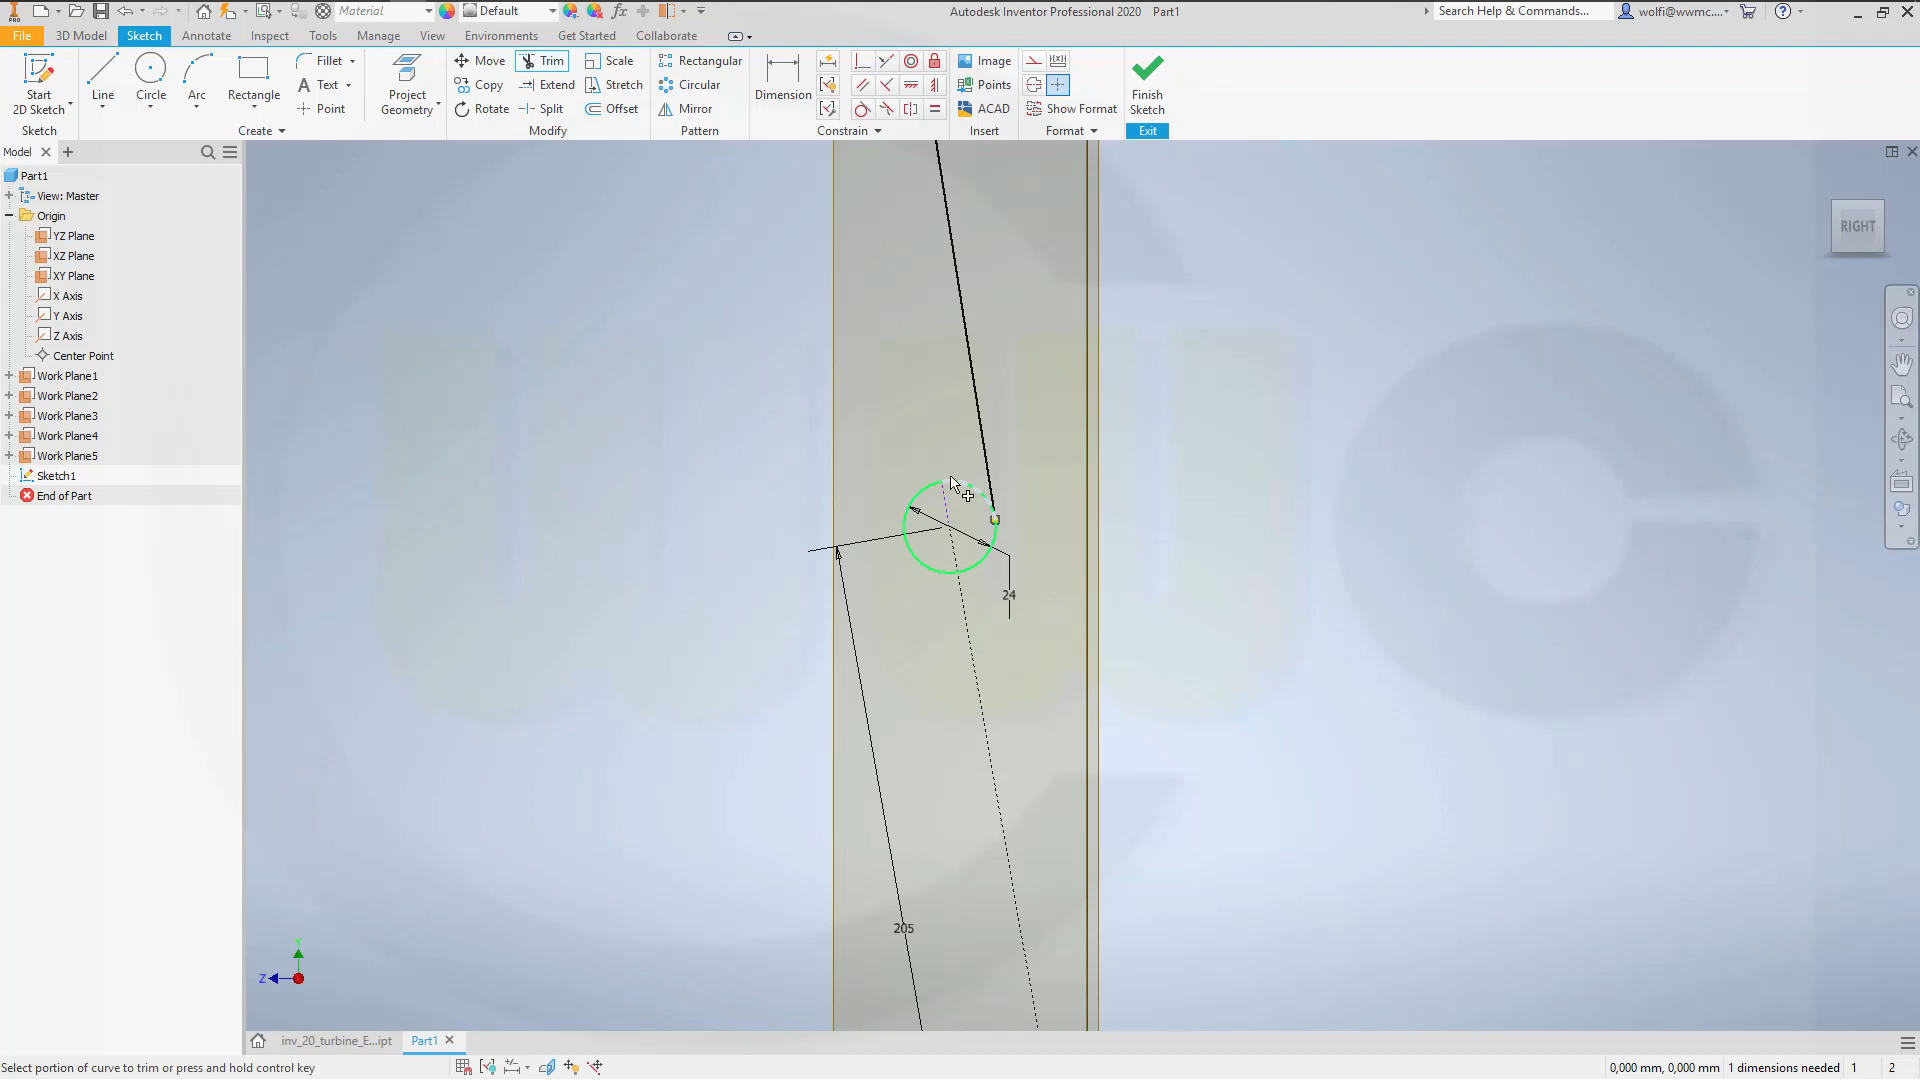 PRO
Material
Default
Autodesk Inventor Professional 2020 Part1
Search Help & Commands...
wolfi@wwmc....
File
3D Model
Sketch
Annotate
Inspect
Tools
Manage
View
Environments
Get Started
Collaborate
Start
2D Sketch
Line
Circle
Arc
Rectangle
Fillet
Text
Point
Project
Geometry
Move
Copy
Rotate
Trim
Extend
Split
Scale
Stretch
Offset
Rectangular
Circular
Mirror
Dimension
Image
Points
ACAD
Show Format
Finish
Sketch
Sketch
Create
Modify
Pattern
Constrain
Insert
Format
Exit
Model
Part1
View: Master
Origin
YZ Plane
XZ Plane
XY Plane
X Axis
Y Axis
Z Axis
Center Point
Work Plane1
Work Plane2
Work Plane3
Work Plane4
Work Plane5
Sketch1
End of Part
RIGHT
24
205
Y
Z
inv_20_turbine_E...ipt
Part1
Select portion of curve to trim or press and hold control key
0,000 mm, 0,000 mm
1 dimensions needed
1
2